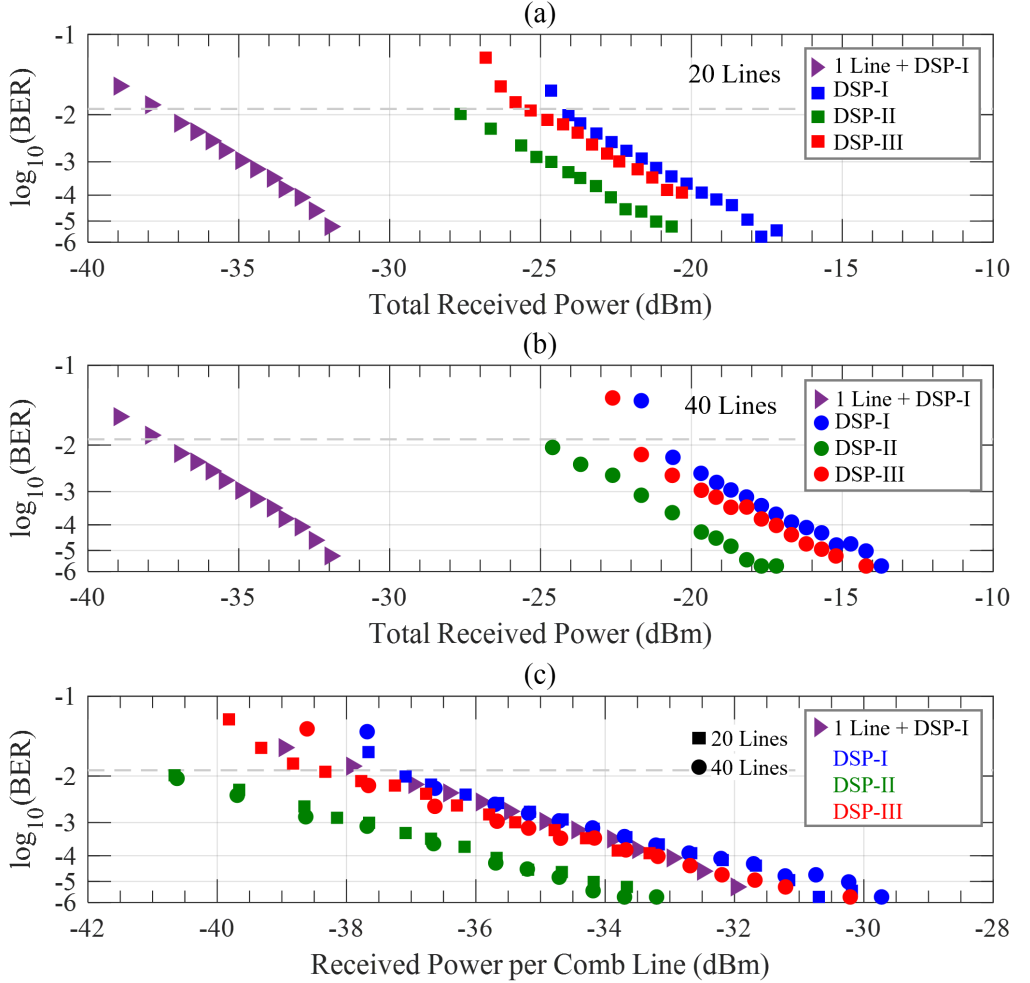 (a)
-1
-2
-3
-4
-5
-6
log10(BER)
20 Lines
1 Line + DSP-I
DSP-I
DSP-II
DSP-III
-40 -35 -30 -25 -20 -15 -10
Total Received Power (dBm)
(b)
-1
-2
-3
-4
-5
-6
log10(BER)
40 Lines
1 Line + DSP-I
DSP-I
DSP-II
DSP-III
-40 -35 -30 -25 -20 -15 -10
Total Received Power (dBm)
(c)
-1
-2
-3
-4
-5
-6
log10(BER)
20 Lines
40 Lines
1 Line + DSP-I
DSP-I
DSP-II
DSP-III
-42 -40 -38 -36 -34 -32 -30 -28
Received Power per Comb Line (dBm)